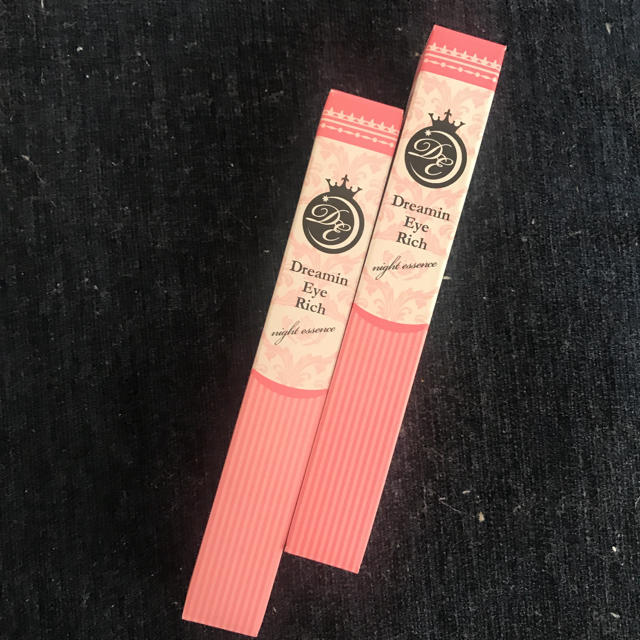 DE
Dreamin
Eye
Rich
night essence
DE
Dreamin
Eye
Rich
night essence